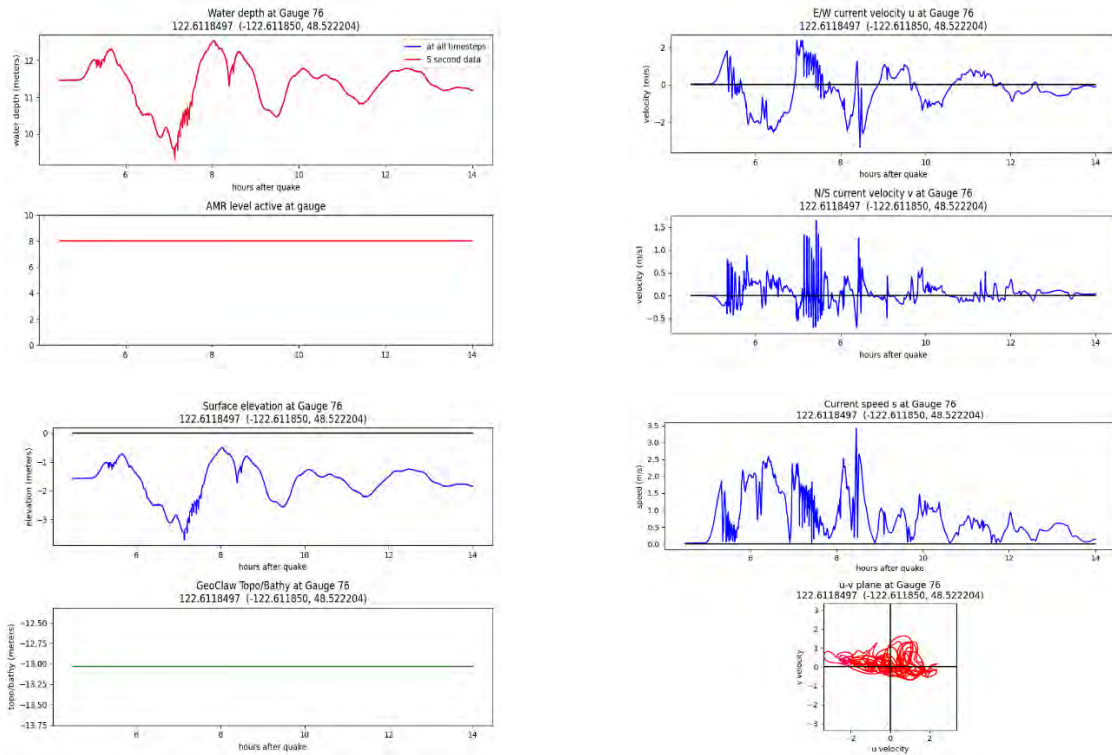 Water depth at Gauge 76
122.6118497 (-122.611850, 48.522204)
at all timesteps
5 second data
12
11
10
water depth (meters)
6 8 10 12 14
hours after quake
AMR level active at gauge
10
8
6
4
2
0
6 8 10 12 14
hours after quake
Surface elevation at Gauge 76
122.6118497 (-122.611850, 48.522204)
0
−1
−2
−3
elevation (meters)
6 8 10 12 14
hours after quake
GeoClaw Topo/Bathy at Gauge 76
122.6118497 (-122.611850, 48.522204)
−12.50
−12.75
−13.00
−13.25
−13.50
−13.75
topo/bathy (meters)
6 8 10 12 14
hours after quake
E/W current velocity u at Gauge 76
122.6118497 (-122.611850, 48.522204)
2
0
−2
velocity (m/s)
6 8 10 12 14
hours after quake
N/S current velocity v at Gauge 76
122.6118497 (-122.611850, 48.522204)
1.5
1.0
0.5
0.0
−0.5
velocity (m/s)
6 8 10 12 14
hours after quake
Current speed s at Gauge 76
122.6118497 (-122.611850, 48.522204)
3.5
3.0
2.5
2.0
1.5
1.0
0.5
0.0
speed (m/s)
6 8 10 12 14
hours after quake
u-v plane at Gauge 76
122.6118497 (-122.611850, 48.522204)
3
2
1
0
−1
−2
−3
v velocity
−2 0 2
u velocity